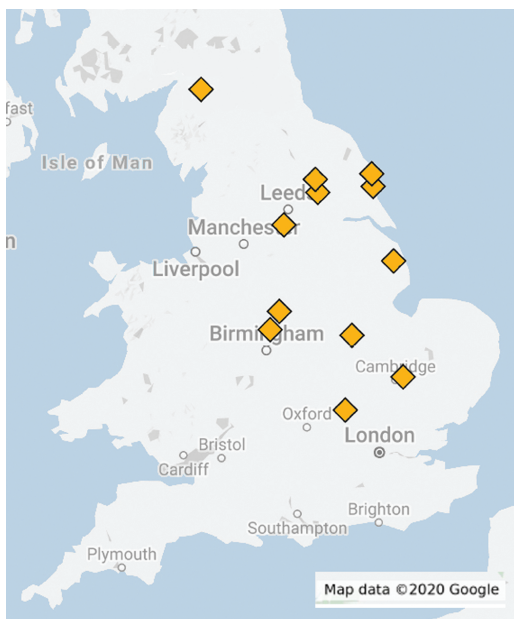 fast
Isle of Man
Leeds
Manchester
n
Liverpool
Birmingham
Cambridge
Oxford
London
Bristol
Cardiff
Brighton
Southampton
Plymouth
Map data ©2020 Google